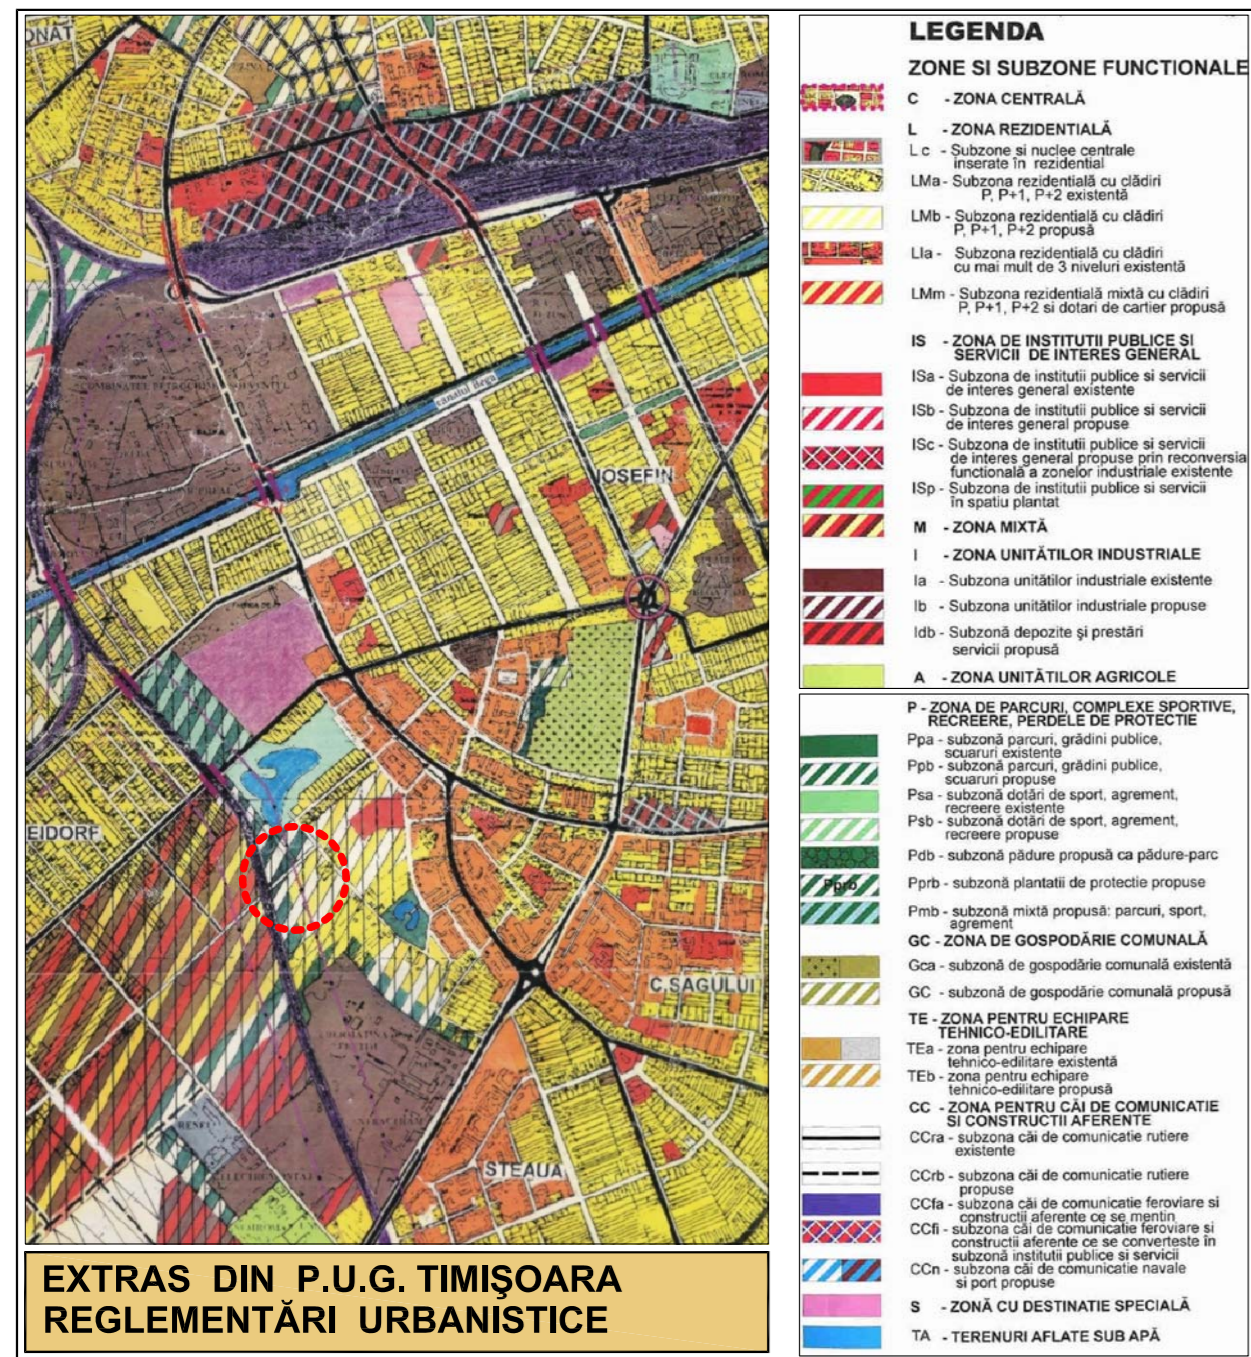 ONAT
COMBINATUL PETROCHIMIC SOLVENTUL
canalul Bega
IOSEFIN
EIDORF
C.SAGULUI
RENEL
STEAUA
EXTRAS DIN P.U.G. TIMIŞOARA
REGLEMENTĂRI URBANISTICE
LEGENDA
ZONE SI SUBZONE FUNCTIONALE
C - ZONA CENTRALĂ
L - ZONA REZIDENTIALĂ
L c - Subzone si nuclee centrale
inserate în rezidential
LMa - Subzona rezidentială cu clădiri
P, P+1, P+2 existentă
LMb - Subzona rezidentială cu clădiri
P, P+1, P+2 propusă
LIa - Subzona rezidentială cu clădiri
cu mai mult de 3 niveluri existentă
LMm - Subzona rezidentială mixtă cu clădiri
P, P+1, P+2 si dotari de cartier propusă
IS - ZONA DE INSTITUTII PUBLICE SI
SERVICII DE INTERES GENERAL
ISa - Subzona de institutii publice si servicii
de interes general existente
ISb - Subzona de institutii publice si servicii
de interes general propuse
ISc - Subzona de institutii publice si servicii
de interes general propuse prin reconversia
functională a zonelor industriale existente
ISp - Subzona de institutii publice si servicii
în spatiu plantat
M - ZONA MIXTĂ
I - ZONA UNITĂTILOR INDUSTRIALE
Ia - Subzona unitătilor industriale existente
Ib - Subzona unitătilor industriale propuse
Idb - Subzonă depozite şi prestări
servicii propusă
A - ZONA UNITĂTILOR AGRICOLE
P - ZONA DE PARCURI, COMPLEXE SPORTIVE,
RECREERE, PERDELE DE PROTECTIE
Ppa - subzonă parcuri, grădini publice,
scuaruri existente
Ppb - subzonă parcuri, grădini publice,
scuaruri propuse
Psa - subzonă dotări de sport, agrement,
recreere existente
Psb - subzonă dotări de sport, agrement,
recreere propuse
Pdb - subzonă pădure propusă ca pădure-parc
Pprb
Pprb - subzonă plantatii de protectie propuse
Pmb - subzonă mixtă propusă: parcuri, sport,
agrement
GC - ZONA DE GOSPODĂRIE COMUNALĂ
Gca - subzonă de gospodărie comunală existentă
GC - subzonă de gospodărie comunală propusă
TE - ZONA PENTRU ECHIPARE
TEHNICO-EDILITARE
TEa - zona pentru echipare
tehnico-edilitare existentă
TEb - zona pentru echipare
tehnico-edilitare propusă
CC - ZONA PENTRU CĂI DE COMUNICATIE
SI CONSTRUCTII AFERENTE
CCra - subzona căi de comunicatie rutiere
existente
CCrb - subzona căi de comunicatie rutiere
propuse
CCfa - subzona căi de comunicatie feroviare si
constructii aferente ce se mentin
CCfi - subzona căi de comunicatie feroviare si
constructii aferente ce se converteste în
subzonă institutii publice si servicii
CCn - subzona căi de comunicatie navale
si port propuse
S - ZONĂ CU DESTINATIE SPECIALĂ
TA - TERENURI AFLATE SUB APĂ